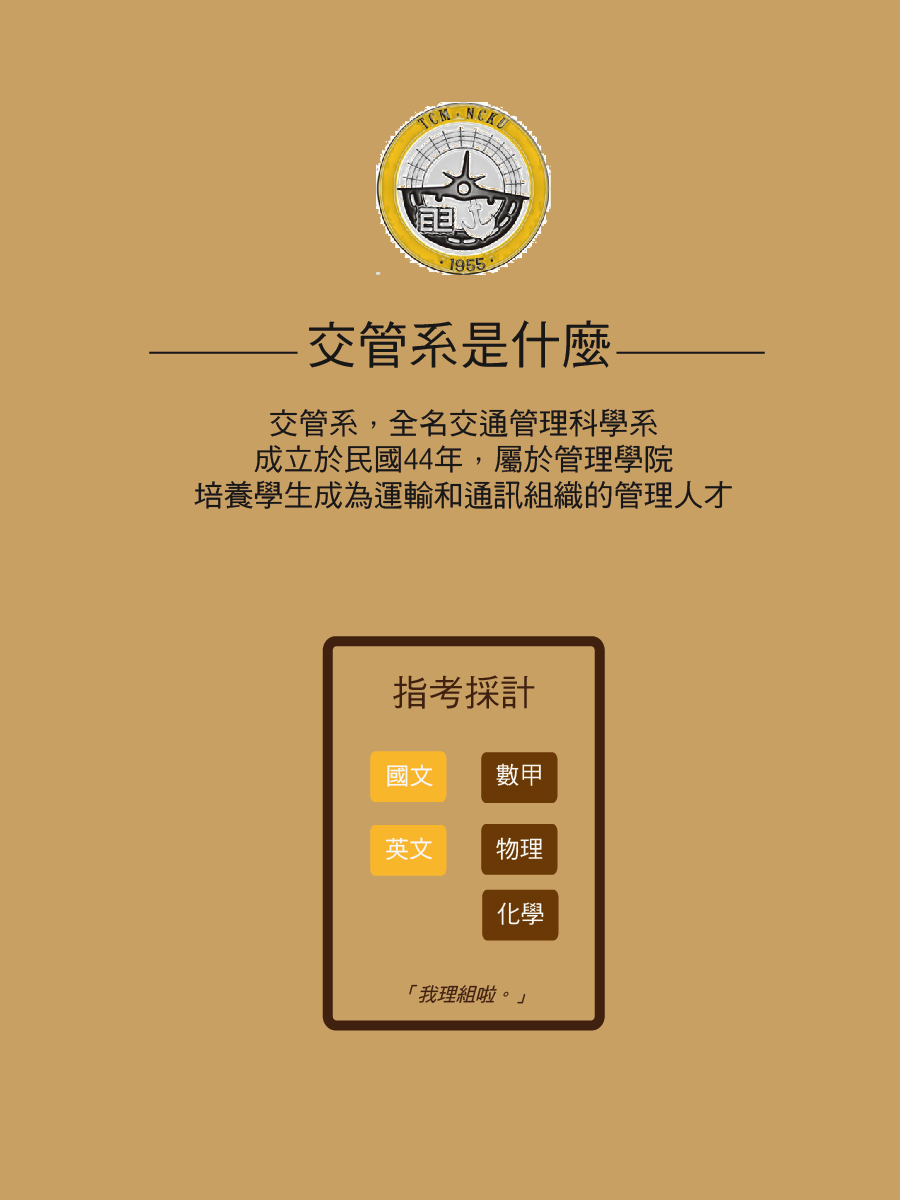 TCM · NCKU
· 1955 ·
交管系是什麼
交管系，全名交通管理科學系
成立於民國44年，屬於管理學院
培養學生成為運輸和通訊組織的管理人才
指考採計
國文 數甲
英文 物理
化學
「我理組啦。」